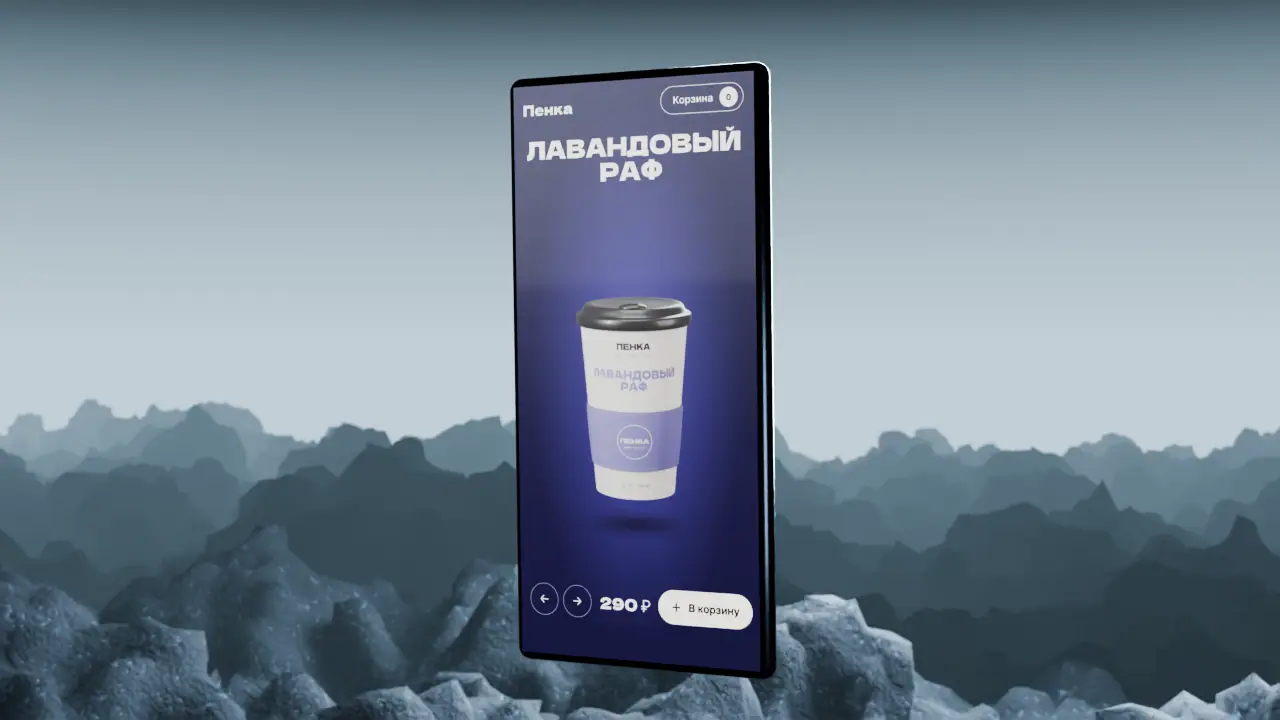 Пенка
Корзина 0
ЛАВАНДОВЫЙ
РАФ
ПЕНКА
ЛАВАНДОВЫЙ
РАФ
ПЕНКА
290 ₽
+ В корзину